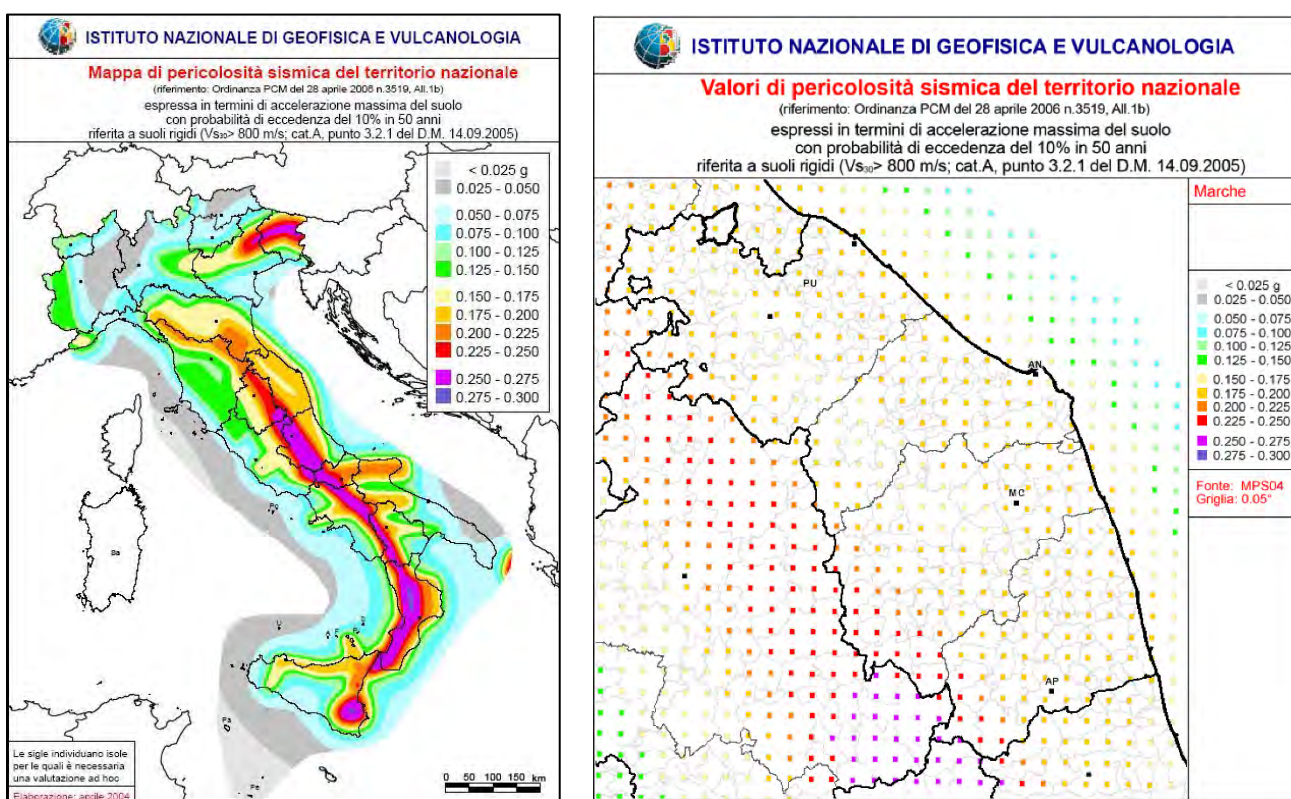 ISTITUTO NAZIONALE DI GEOFISICA E VULCANOLOGIA
Mappa di pericolosità sismica del territorio nazionale
(riferimento: Ordinanza PCM del 28 aprile 2006 n.3519, All.1b)
espressa in termini di accelerazione massima del suolo
con probabilità di eccedenza del 10% in 50 anni
riferita a suoli rigidi (Vs30> 800 m/s; cat.A, punto 3.2.1 del D.M. 14.09.2005)
< 0.025 g
0.025 - 0.050
0.050 - 0.075
0.075 - 0.100
0.100 - 0.125
0.125 - 0.150
0.150 - 0.175
0.175 - 0.200
0.200 - 0.225
0.225 - 0.250
0.250 - 0.275
0.275 - 0.300
Le sigle individuano isole
per le quali è necessaria
una valutazione ad hoc
Elaborazione: aprile 2004
0 50 100 150 km
ISTITUTO NAZIONALE DI GEOFISICA E VULCANOLOGIA
Valori di pericolosità sismica del territorio nazionale
(riferimento: Ordinanza PCM del 28 aprile 2006 n.3519, All.1b)
espressi in termini di accelerazione massima del suolo
con probabilità di eccedenza del 10% in 50 anni
riferita a suoli rigidi (Vs30> 800 m/s; cat.A, punto 3.2.1 del D.M. 14.09.2005)
Marche
PU
AN
MC
AP
< 0.025 g
0.025 - 0.050
0.050 - 0.075
0.075 - 0.100
0.100 - 0.125
0.125 - 0.150
0.150 - 0.175
0.175 - 0.200
0.200 - 0.225
0.225 - 0.250
0.250 - 0.275
0.275 - 0.300
Fonte: MPS04
Griglia: 0.05°